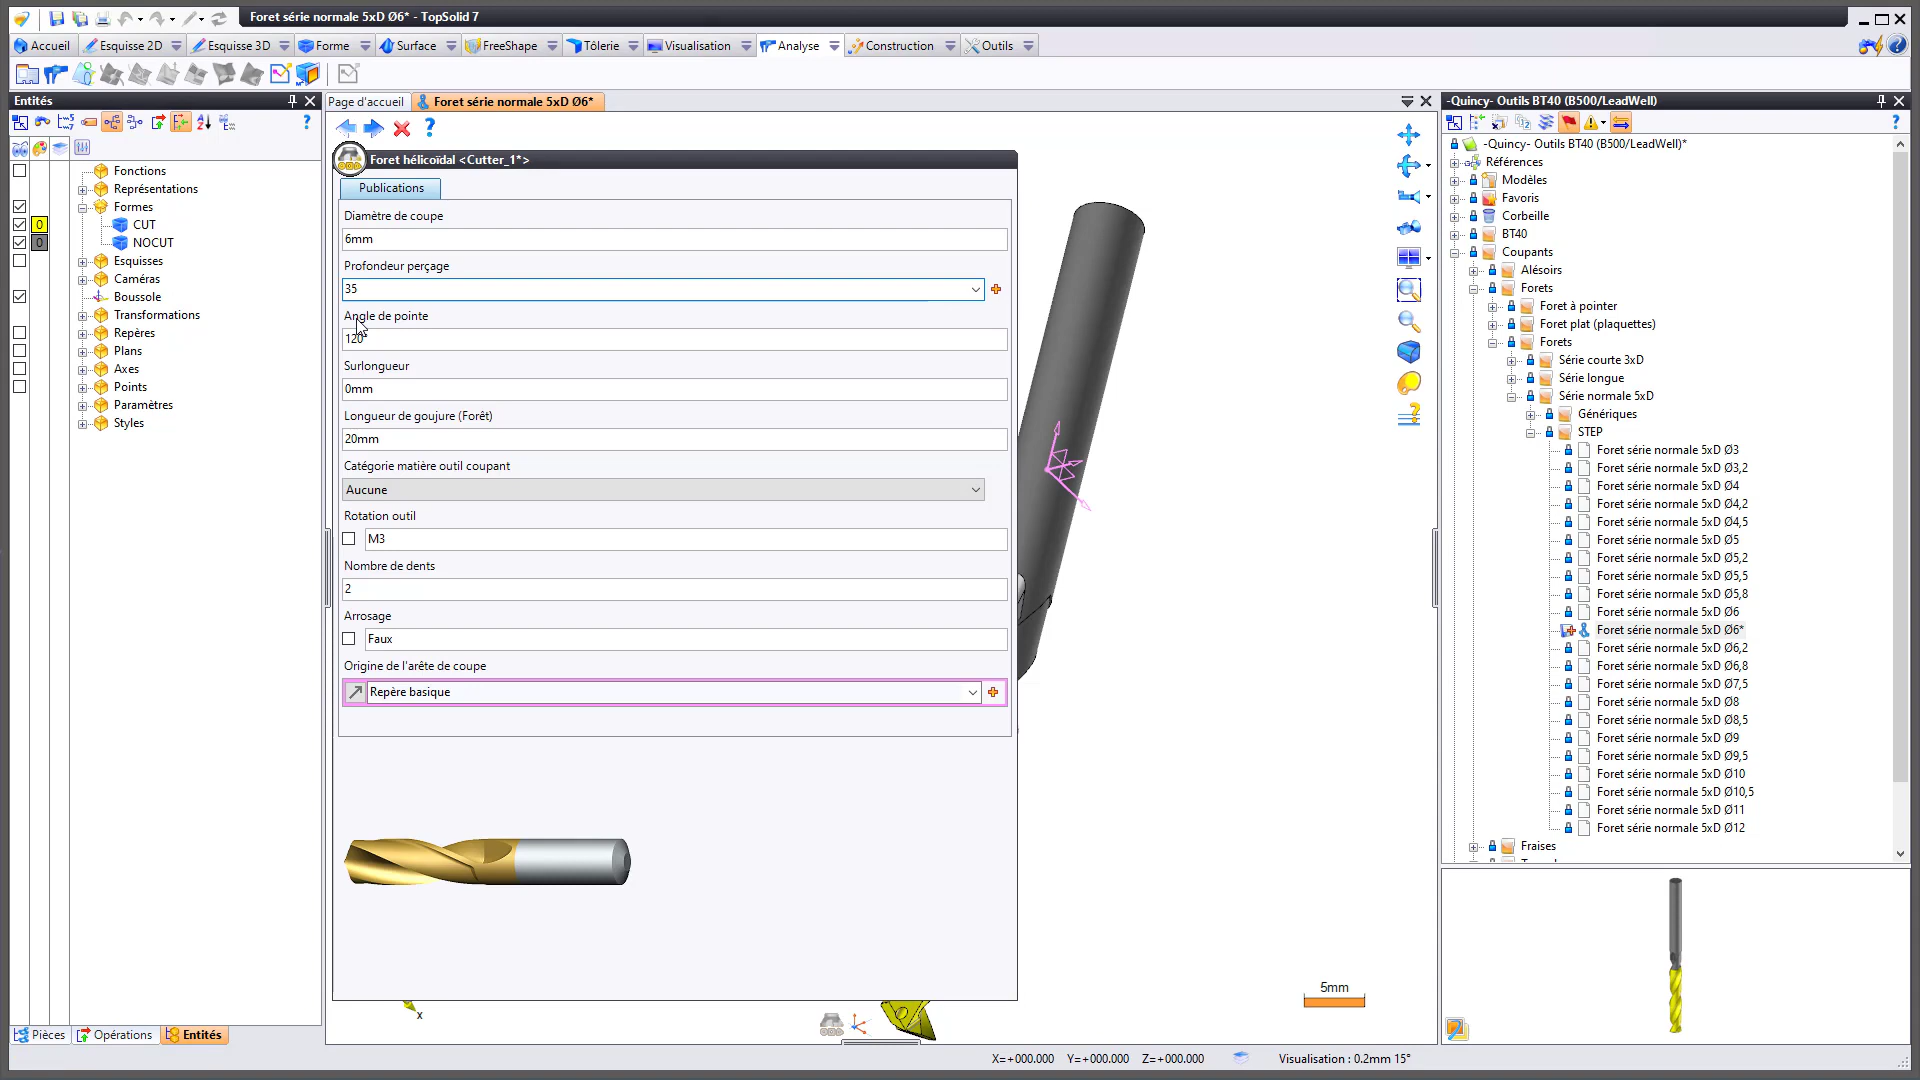 Foret série normale 5xD Ø6* - TopSolid 7
Accueil
Esquisse 2D
Esquisse 3D
Forme
Surface
FreeShape
Tôlerie
Visualisation
Analyse
Construction
Outils
Entités
Page d'accueil
Foret série normale 5xD Ø6*
-Quincy- Outils BT40 (B500/LeadWell)
Fonctions
Représentations
Formes
0
CUT
0
NOCUT
Esquisses
Caméras
Boussole
Transformations
Repères
Plans
Axes
Points
Paramètres
Styles
Pièces
Opérations
Entités
Foret hélicoïdal <Cutter_1*>
Publications
Diamètre de coupe
6mm
Profondeur perçage
35
Angle de pointe
120°
Surlongueur
0mm
Longueur de goujure (Forêt)
20mm
Catégorie matière outil coupant
Aucune
Rotation outil
M3
Nombre de dents
2
Arrosage
Faux
Origine de l'arête de coupe
Repère basique
x
5mm
-Quincy- Outils BT40 (B500/LeadWell)*
Références
Modèles
Favoris
Corbeille
BT40
Coupants
Alésoirs
Forets
Foret à pointer
Foret plat (plaquettes)
Forets
Série courte 3xD
Série longue
Série normale 5xD
Génériques
STEP
Foret série normale 5xD Ø3
Foret série normale 5xD Ø3,2
Foret série normale 5xD Ø4
Foret série normale 5xD Ø4,2
Foret série normale 5xD Ø4,5
Foret série normale 5xD Ø5
Foret série normale 5xD Ø5,2
Foret série normale 5xD Ø5,5
Foret série normale 5xD Ø5,8
Foret série normale 5xD Ø6
Foret série normale 5xD Ø6*
Foret série normale 5xD Ø6,2
Foret série normale 5xD Ø6,8
Foret série normale 5xD Ø7,5
Foret série normale 5xD Ø8
Foret série normale 5xD Ø8,5
Foret série normale 5xD Ø9
Foret série normale 5xD Ø9,5
Foret série normale 5xD Ø10
Foret série normale 5xD Ø10,5
Foret série normale 5xD Ø11
Foret série normale 5xD Ø12
Fraises
X=+000.000 Y=+000.000 Z=+000.000
Visualisation : 0.2mm 15°